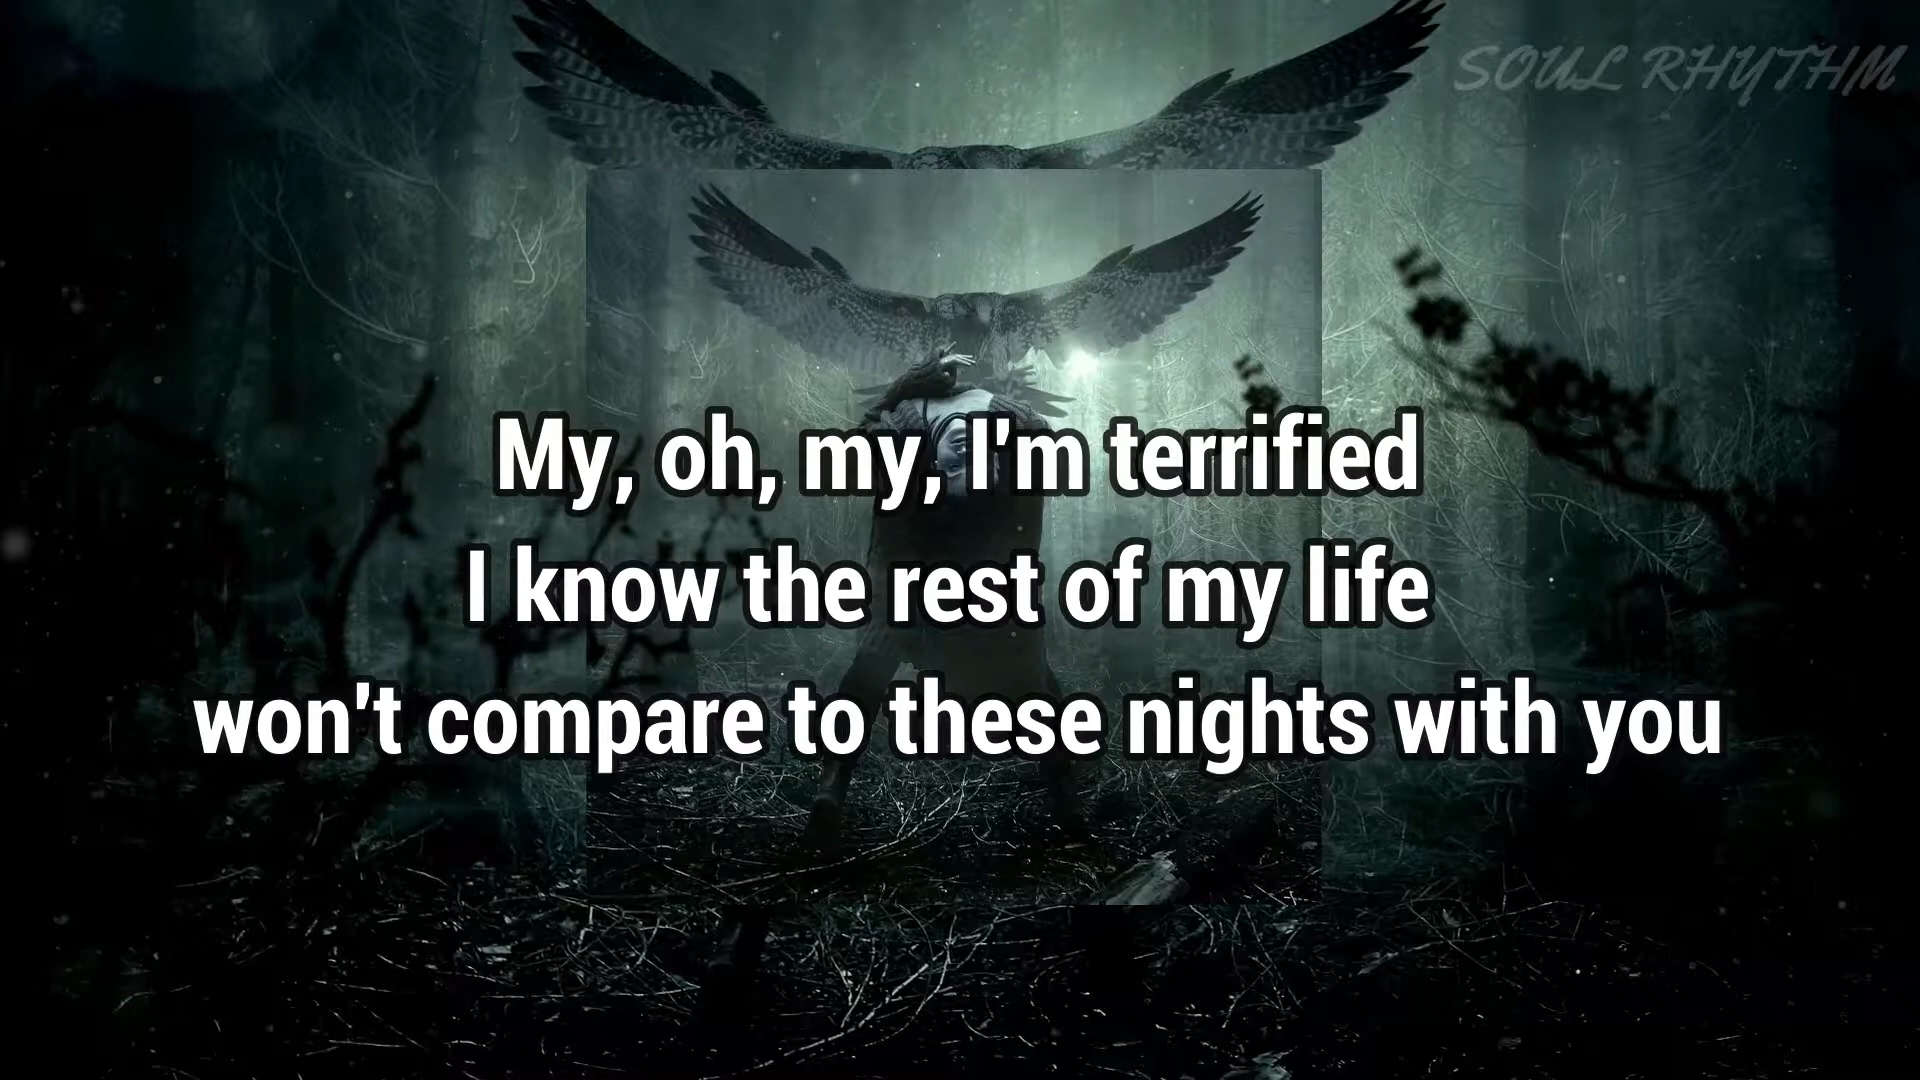 SOUL RHYTHM
My, oh, my, I'm terrified
I know the rest of my life
won't compare to these nights with you